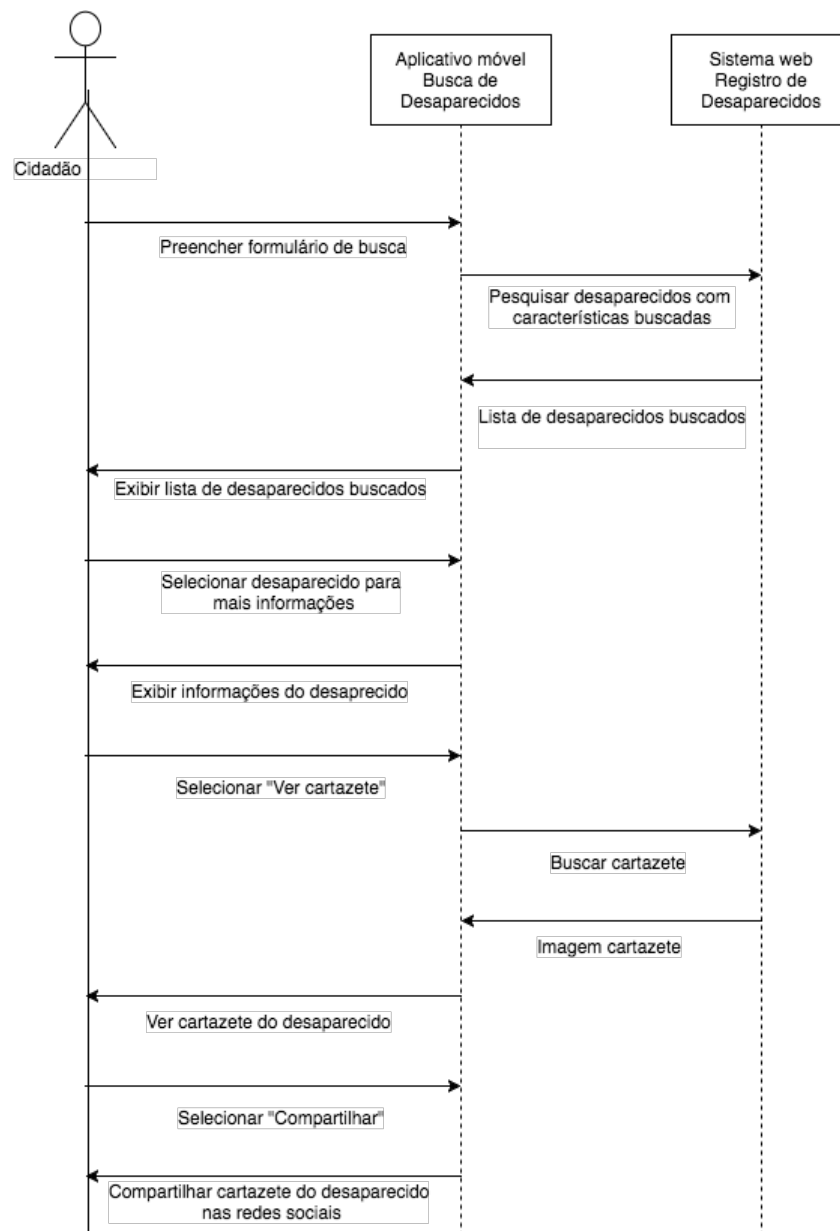 Aplicativo móvel
Busca de
Desaparecidos
Sistema web
Registro de
Desaparecidos
Cidadão
Preencher formulário de busca
Pesquisar desaparecidos com
características buscadas
Lista de desaparecidos buscados
Exibir lista de desaparecidos buscados
Selecionar desaparecido para
mais informações
Exibir informações do desaprecido
Selecionar "Ver cartazete"
Buscar cartazete
Imagem cartazete
Ver cartazete do desaparecido
Selecionar "Compartilhar"
Compartilhar cartazete do desaparecido
nas redes sociais